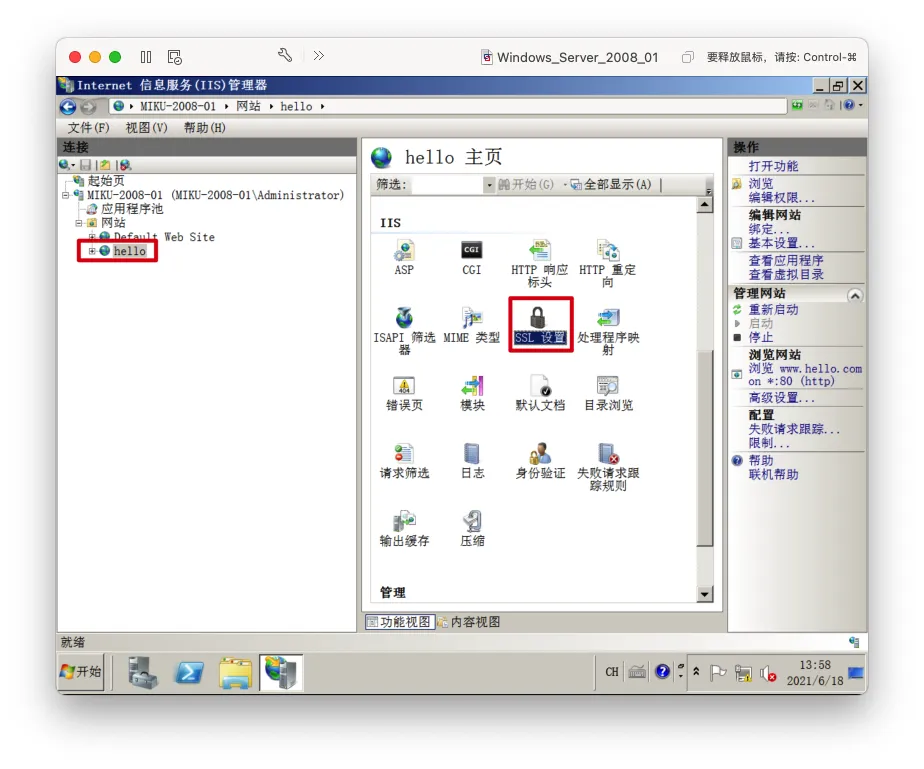 Windows_Server_2008_01
要释放鼠标，请按: Control-⌘
Internet 信息服务(IIS)管理器
MIKU-2008-01 ▸ 网站 ▸ hello ▸
文件(F) 视图(V) 帮助(H)
连接
起始页
MIKU-2008-01 (MIKU-2008-01\Administrator)
应用程序池
网站
Default Web Site
hello
hello 主页
筛选: 开始(G) 全部显示(A)
IIS
ASP
CGI
CGI
HTTP 响应标头
HTTP 重定向
ISAPI 筛选器
MIME 类型
SSL 设置
处理程序映射
404
错误页
模块
默认文档
目录浏览
请求筛选
日志
身份验证
失败请求跟踪规则
输出缓存
压缩
管理
功能视图 内容视图
操作
打开功能
浏览
编辑权限...
编辑网站
绑定...
基本设置...
查看应用程序
查看虚拟目录
管理网站
重新启动
启动
停止
浏览网站
浏览 www.hello.com
on *:80 (http)
高级设置...
配置
失败请求跟踪...
限制...
帮助
联机帮助
就绪
开始
CH
13:58
2021/6/18